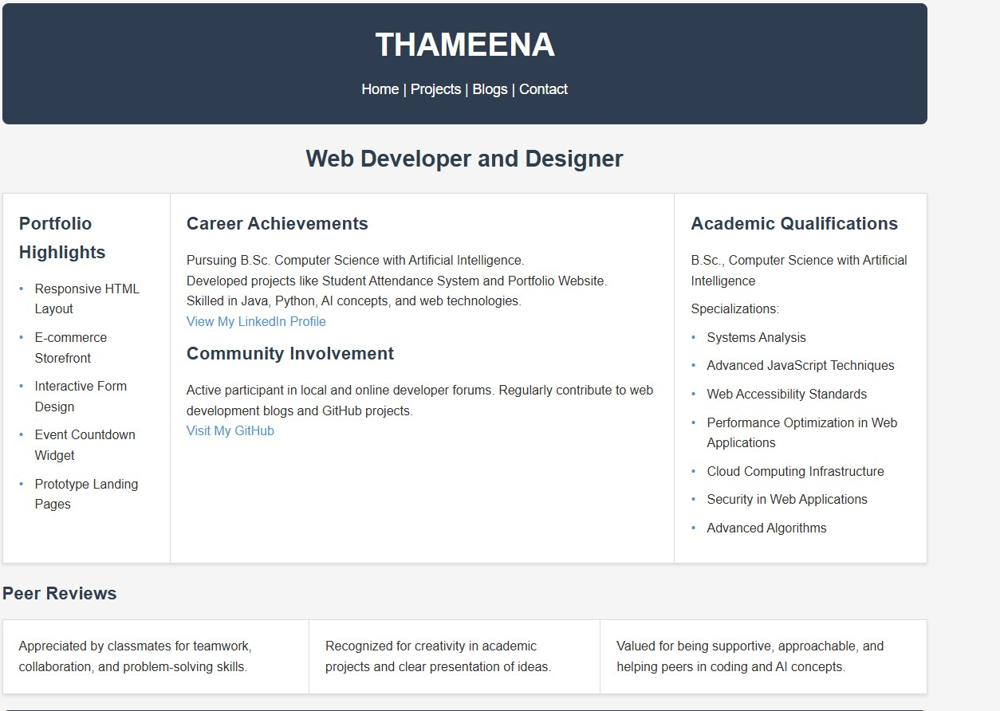 THAMEENA
Home | Projects | Blogs | Contact
Web Developer and Designer
Portfolio
Highlights
• Responsive HTML
Layout
• E-commerce
Storefront
• Interactive Form
Design
• Event Countdown
Widget
• Prototype Landing
Pages
Career Achievements
Pursuing B.Sc. Computer Science with Artificial Intelligence.
Developed projects like Student Attendance System and Portfolio Website.
Skilled in Java, Python, AI concepts, and web technologies.
View My LinkedIn Profile
Community Involvement
Active participant in local and online developer forums. Regularly contribute to web
development blogs and GitHub projects.
Visit My GitHub
Academic Qualifications
B.Sc., Computer Science with Artificial
Intelligence
Specializations:
• Systems Analysis
• Advanced JavaScript Techniques
• Web Accessibility Standards
• Performance Optimization in Web
Applications
• Cloud Computing Infrastructure
• Security in Web Applications
• Advanced Algorithms
Peer Reviews
Appreciated by classmates for teamwork,
collaboration, and problem-solving skills.
Recognized for creativity in academic
projects and clear presentation of ideas.
Valued for being supportive, approachable, and
helping peers in coding and AI concepts.